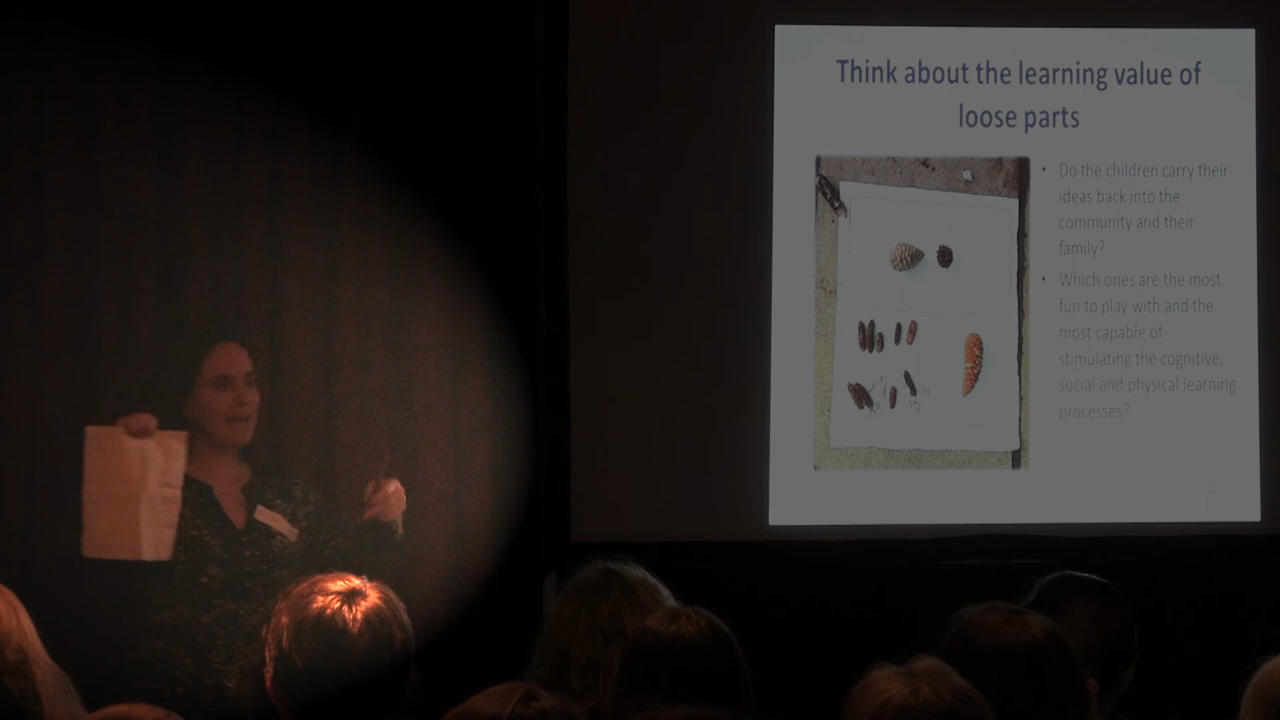 Think about the learning value of
loose parts
• Do the children carry their
ideas back into the
community and their
family?
• Which ones are the most
fun to play with and the
most capable of
stimulating the cognitive,
social and physical learning
processes?